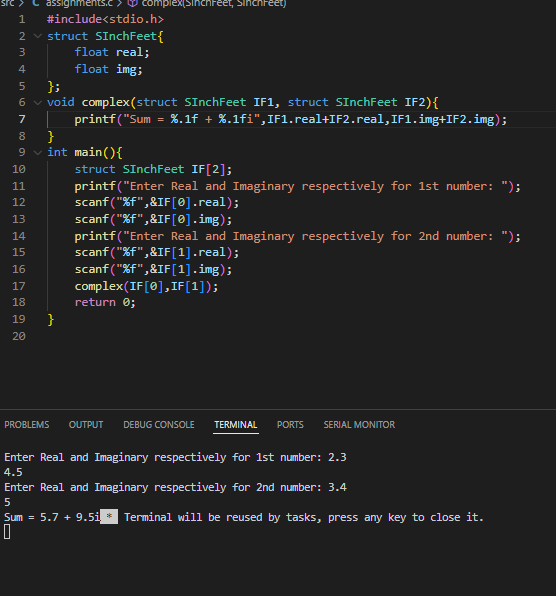 src > C assignments.c > complex(SInchFeet, SInchFeet)
1 #include<stdio.h>
2 struct SInchFeet{
3 float real;
4 float img;
5 };
6 void complex(struct SInchFeet IF1, struct SInchFeet IF2){
7 printf("Sum = %.1f + %.1fi",IF1.real+IF2.real,IF1.img+IF2.img);
8 }
9 int main(){
10 struct SInchFeet IF[2];
11 printf("Enter Real and Imaginary respectively for 1st number: ");
12 scanf("%f",&IF[0].real);
13 scanf("%f",&IF[0].img);
14 printf("Enter Real and Imaginary respectively for 2nd number: ");
15 scanf("%f",&IF[1].real);
16 scanf("%f",&IF[1].img);
17 complex(IF[0],IF[1]);
18 return 0;
19 }
20
PROBLEMS OUTPUT DEBUG CONSOLE TERMINAL PORTS SERIAL MONITOR
Enter Real and Imaginary respectively for 1st number: 2.3
4.5
Enter Real and Imaginary respectively for 2nd number: 3.4
5
Sum = 5.7 + 9.5i * Terminal will be reused by tasks, press any key to close it.